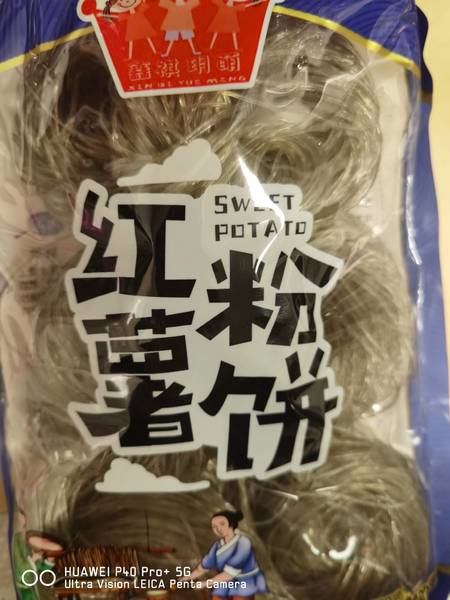 鑫祺玥萌
XIN QI YUE MENG
红薯
SWEET
POTATO
粉饼
HUAWEI P40 Pro+ 5G
Ultra Vision LEICA Penta Camera